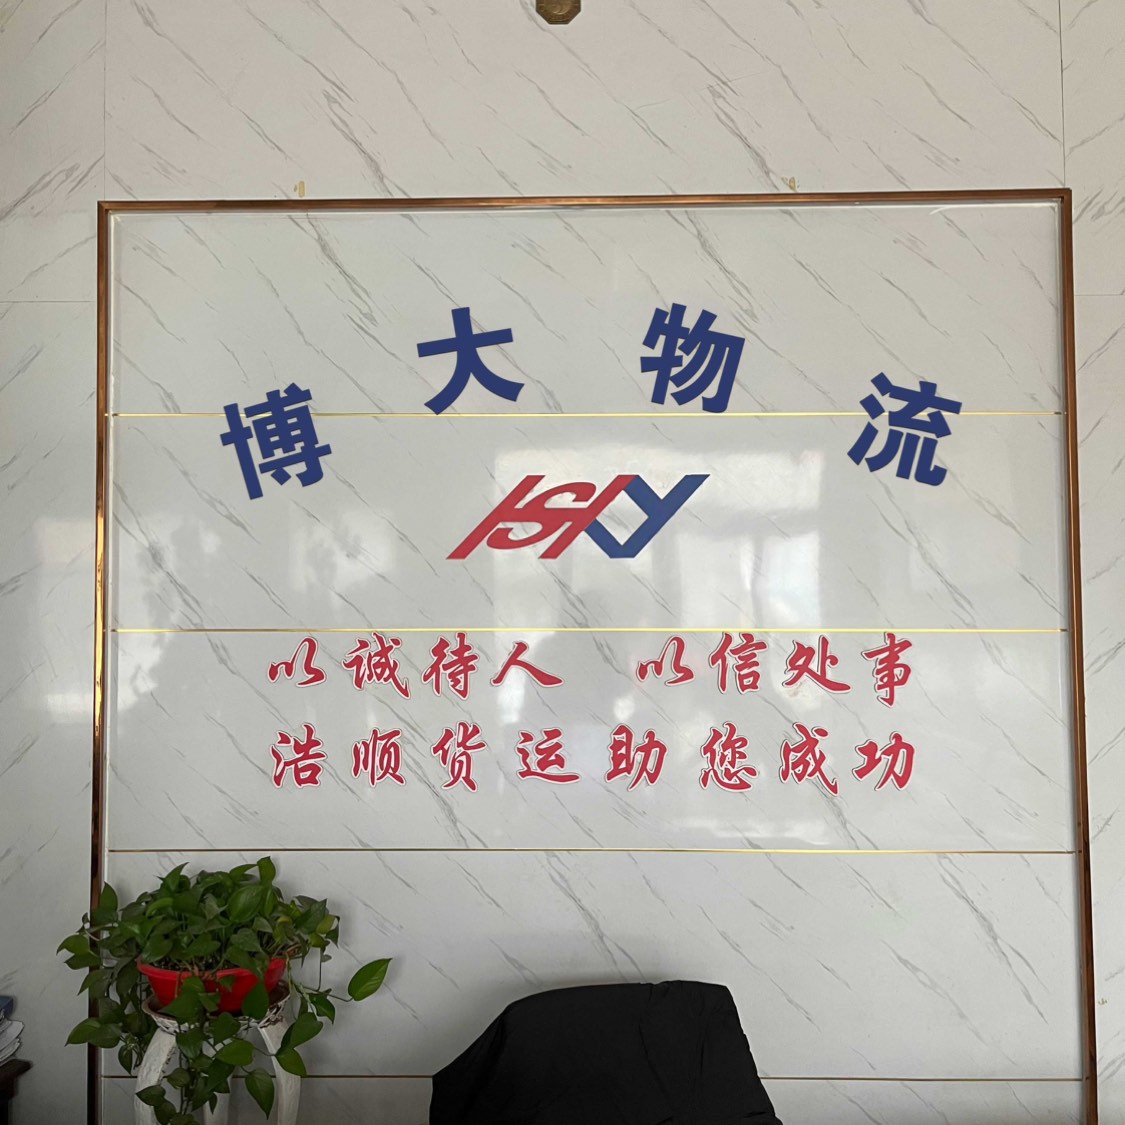 博大物流
以诚待人 以信处事
浩顺货运助您成功